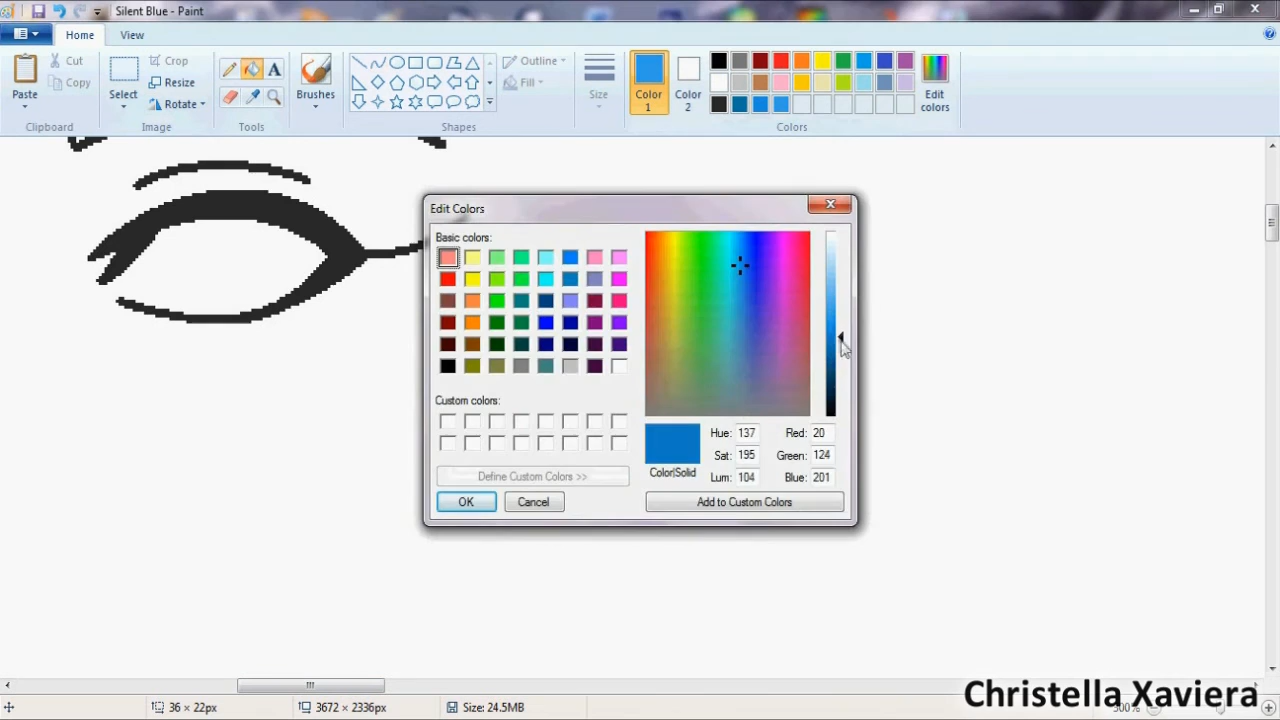 Silent Blue - Paint
Home View
Paste
Cut
Copy
Clipboard
Select
Crop
Resize
Rotate
Image
A
Tools
Brushes
Shapes
Outline
Fill
Size
Color
1
Color
2
Edit
colors
Colors
Edit Colors
Basic colors:
Custom colors:
Define Custom Colors >>
OK Cancel
Color|Solid
Hue: 137 Red: 20
Sat: 195 Green: 124
Lum: 104 Blue: 201
Add to Custom Colors
36 × 22px 3672 × 2336px Size: 24.5MB 300%
Christella Xaviera